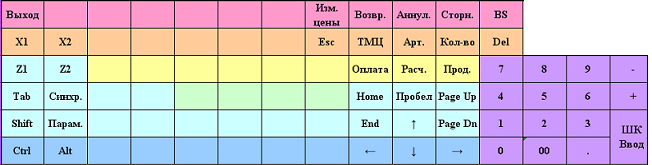 Выход Изм. цены Возвр. Аннул. Сторн. BS
X1 X2 Esc ТМЦ Арт. Кол-во Del
Z1 Z2 Оплата Расч. Прод. 7 8 9 -
Tab Синхр. Home Пробел Page Up 4 5 6 +
Shift Парам. End ↑ Page Dn 1 2 3 ШК Ввод
Ctrl Alt ← ↓ → 0 00 .